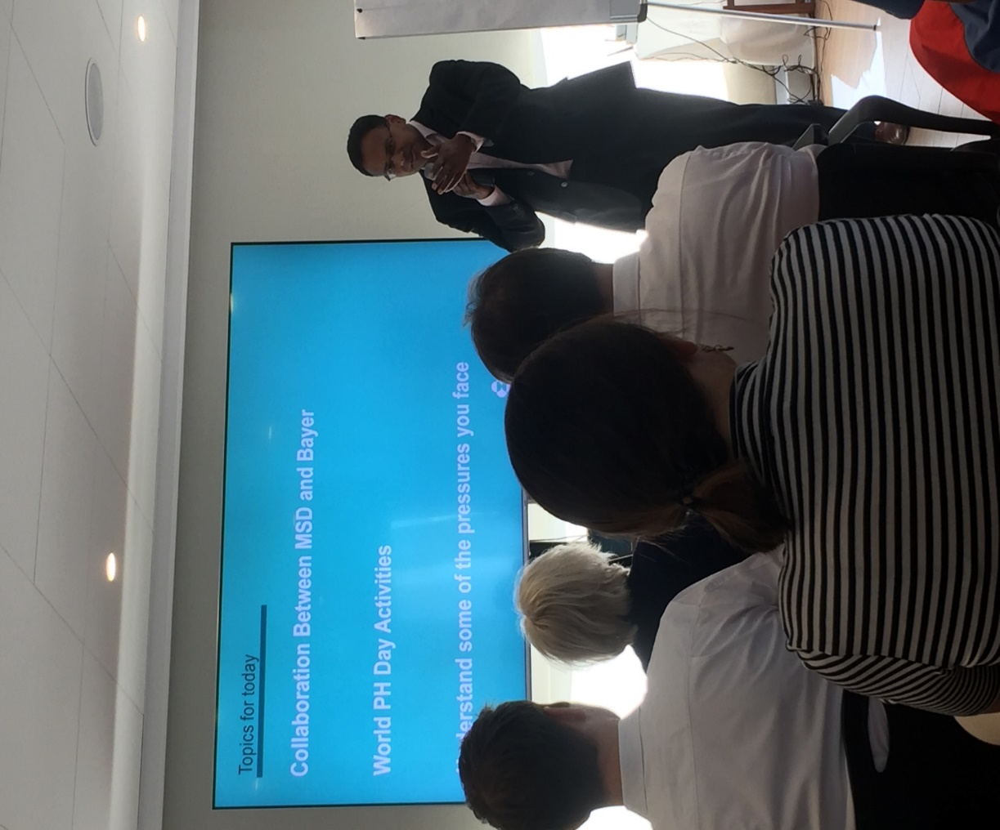 Topics for today
Collaboration Between MSD and Bayer
World PH Day Activities
some of the pressures you face